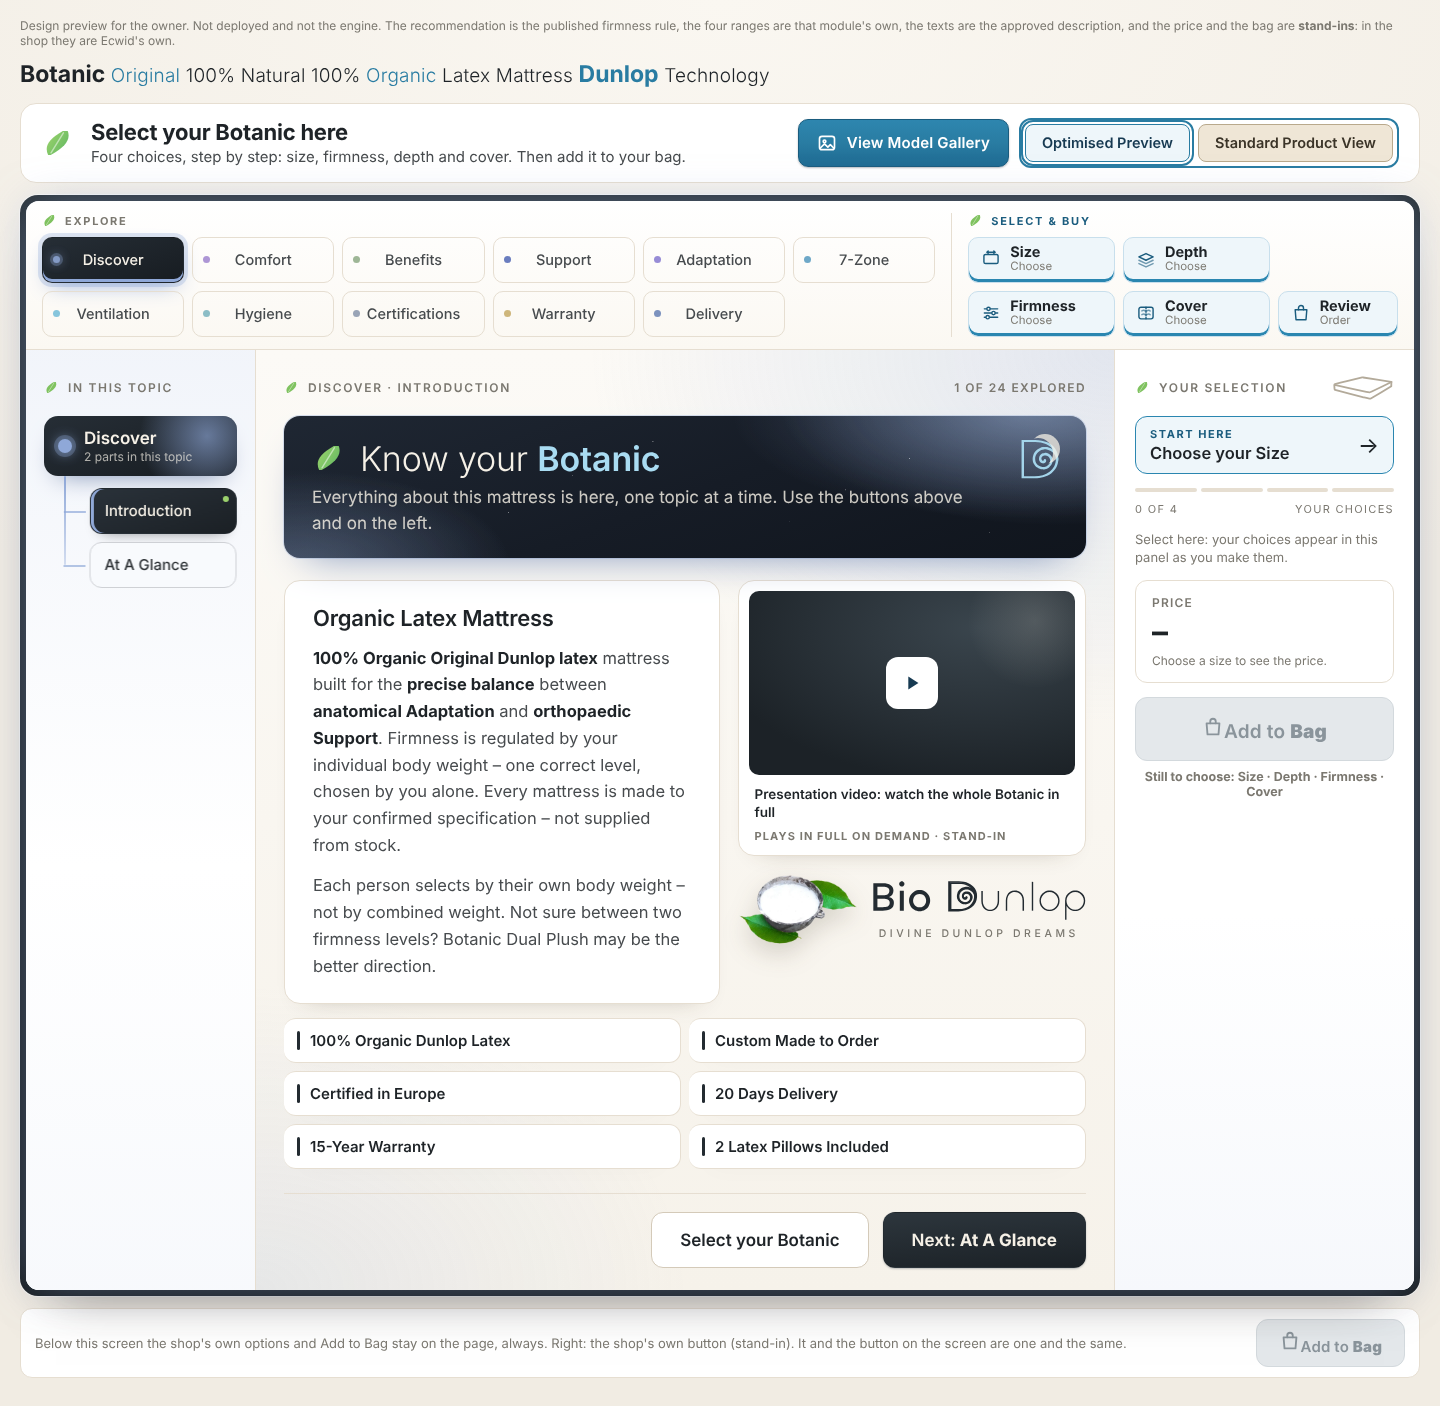 Design preview for the owner. Not deployed and not the engine. The recommendation is the published firmness rule, the four ranges are that module's own, the texts are the approved description, and the price and the bag are stand-ins: in the
shop they are Ecwid's own.
Botanic Original 100% Natural 100% Organic Latex Mattress Dunlop Technology
Select your Botanic here
Four choices, step by step: size, firmness, depth and cover. Then add it to your bag.
View Model Gallery
Optimised Preview
Standard Product View
EXPLORE
Discover
Comfort
Benefits
Support
Adaptation
7-Zone
Ventilation
Hygiene
Certifications
Warranty
Delivery
SELECT & BUY
Size
Choose
Depth
Choose
Firmness
Choose
Cover
Choose
Review
Order
IN THIS TOPIC
Discover
2 parts in this topic
Introduction
At A Glance
DISCOVER · INTRODUCTION
1 OF 24 EXPLORED
Know your Botanic
Everything about this mattress is here, one topic at a time. Use the buttons above
and on the left.
Organic Latex Mattress
100% Organic Original Dunlop latex mattress
built for the precise balance between
anatomical Adaptation and orthopaedic
Support. Firmness is regulated by your
individual body weight – one correct level,
chosen by you alone. Every mattress is made to
your confirmed specification – not supplied
from stock.
Each person selects by their own body weight –
not by combined weight. Not sure between two
firmness levels? Botanic Dual Plush may be the
better direction.
Presentation video: watch the whole Botanic in
full
PLAYS IN FULL ON DEMAND · STAND-IN
Bio Dunlop
DIVINE DUNLOP DREAMS
100% Organic Dunlop Latex
Custom Made to Order
Certified in Europe
20 Days Delivery
15-Year Warranty
2 Latex Pillows Included
Select your Botanic
Next: At A Glance
YOUR SELECTION
START HERE
Choose your Size
0 OF 4
YOUR CHOICES
Select here: your choices appear in this
panel as you make them.
PRICE
–
Choose a size to see the price.
Add to Bag
Still to choose: Size · Depth · Firmness ·
Cover
Below this screen the shop's own options and Add to Bag stay on the page, always. Right: the shop's own button (stand-in). It and the button on the screen are one and the same.
Add to Bag